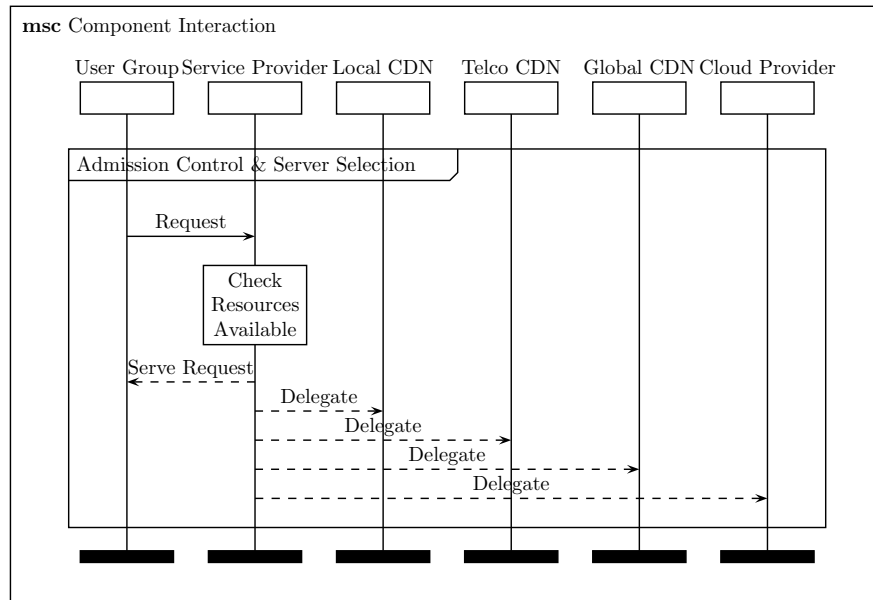 msc Component Interaction
User Group Service Provider Local CDN Telco CDN Global CDN Cloud Provider
Admission Control & Server Selection
Request
Check
Resources
Available
Serve Request
Delegate
Delegate
Delegate
Delegate